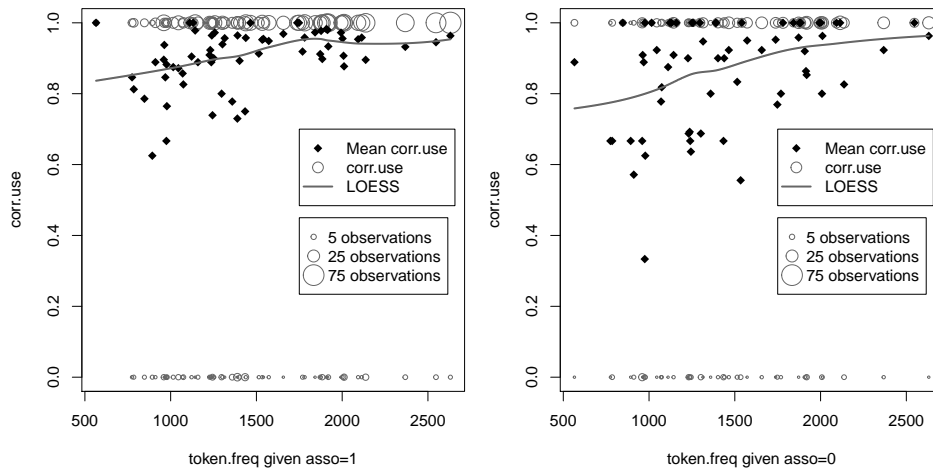 1.0
0.8
0.6
0.4
0.2
0.0
corr.use
500 1000 1500 2000 2500
token.freq given asso=1
Mean corr.use
corr.use
LOESS
5 observations
25 observations
75 observations
1.0
0.8
0.6
0.4
0.2
0.0
corr.use
500 1000 1500 2000 2500
token.freq given asso=0
Mean corr.use
corr.use
LOESS
5 observations
25 observations
75 observations